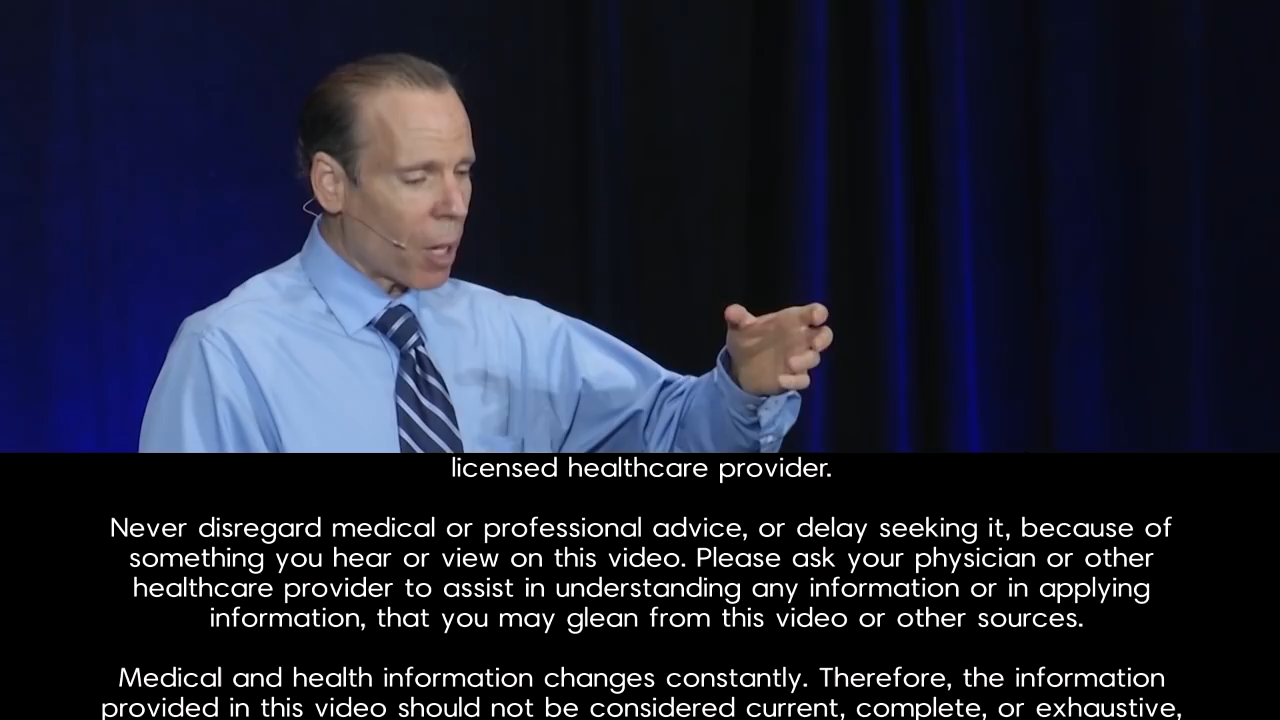 licensed healthcare provider.
Never disregard medical or professional advice, or delay seeking it, because of
something you hear or view on this video. Please ask your physician or other
healthcare provider to assist in understanding any information or in applying
information, that you may glean from this video or other sources.
Medical and health information changes constantly. Therefore, the information
provided in this video should not be considered current, complete, or exhaustive,